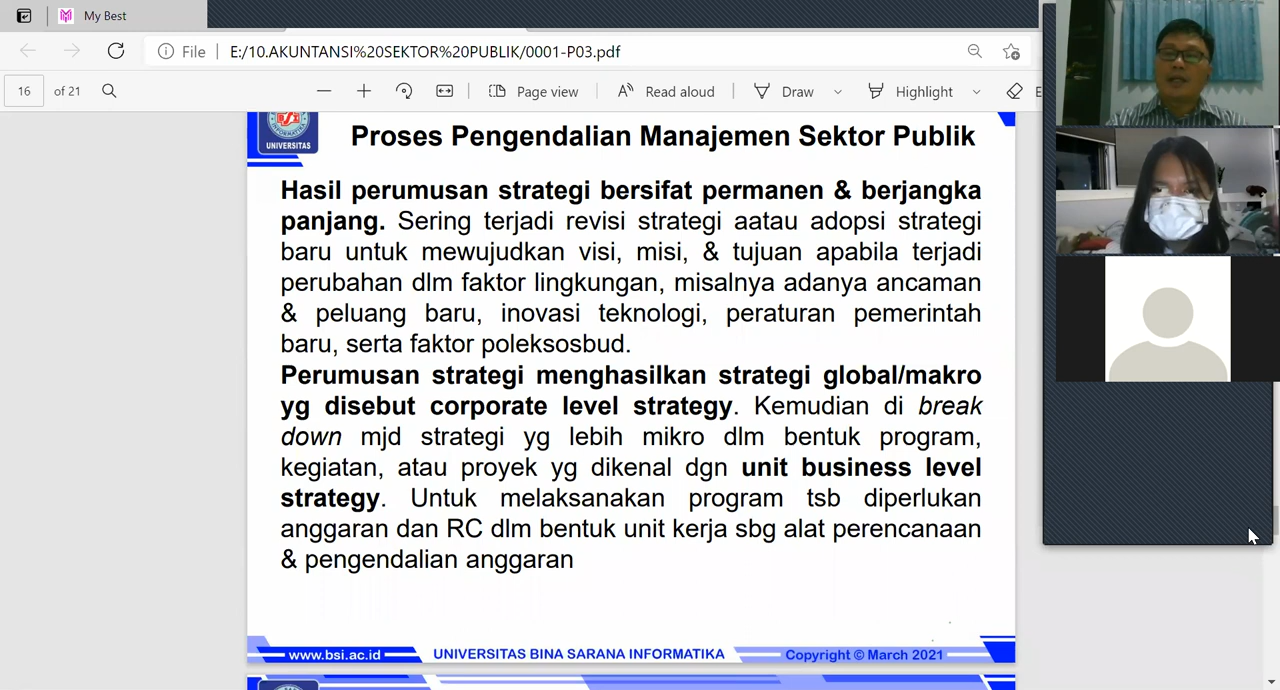 My Best
File
E:/10.AKUNTANSI%20SEKTOR%20PUBLIK/0001-P03.pdf
16 of 21
Page view
Read aloud
Draw
Highlight
E
BSI
INFORMATIKA
UNIVERSITAS
Proses Pengendalian Manajemen Sektor Publik
Hasil perumusan strategi bersifat permanen & berjangka
panjang. Sering terjadi revisi strategi aatau adopsi strategi
baru untuk mewujudkan visi, misi, & tujuan apabila terjadi
perubahan dlm faktor lingkungan, misalnya adanya ancaman
& peluang baru, inovasi teknologi, peraturan pemerintah
baru, serta faktor poleksosbud.
Perumusan strategi menghasilkan strategi global/makro
yg disebut corporate level strategy. Kemudian di break
down mjd strategi yg lebih mikro dlm bentuk program,
kegiatan, atau proyek yg dikenal dgn unit business level
strategy. Untuk melaksanakan program tsb diperlukan
anggaran dan RC dlm bentuk unit kerja sbg alat perencanaan
& pengendalian anggaran
www.bsi.ac.id
UNIVERSITAS BINA SARANA INFORMATIKA
Copyright © March 2021